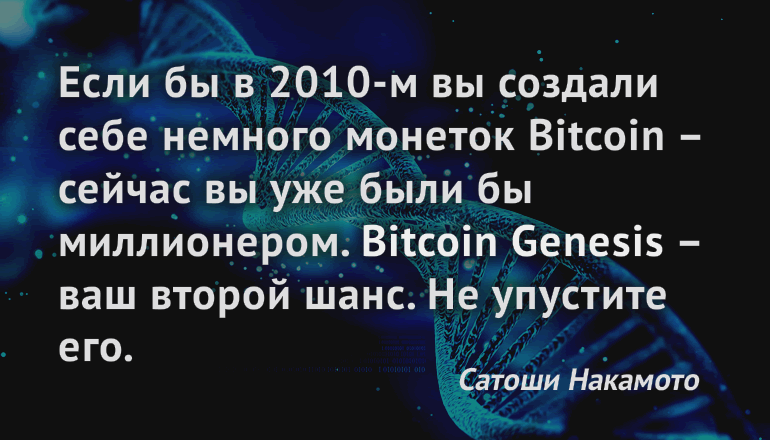 Если бы в 2010-м вы создали
себе немного монеток Bitcoin –
сейчас вы уже были бы
миллионером. Bitcoin Genesis –
ваш второй шанс. Не упустите
его.
Сатоши Накамото